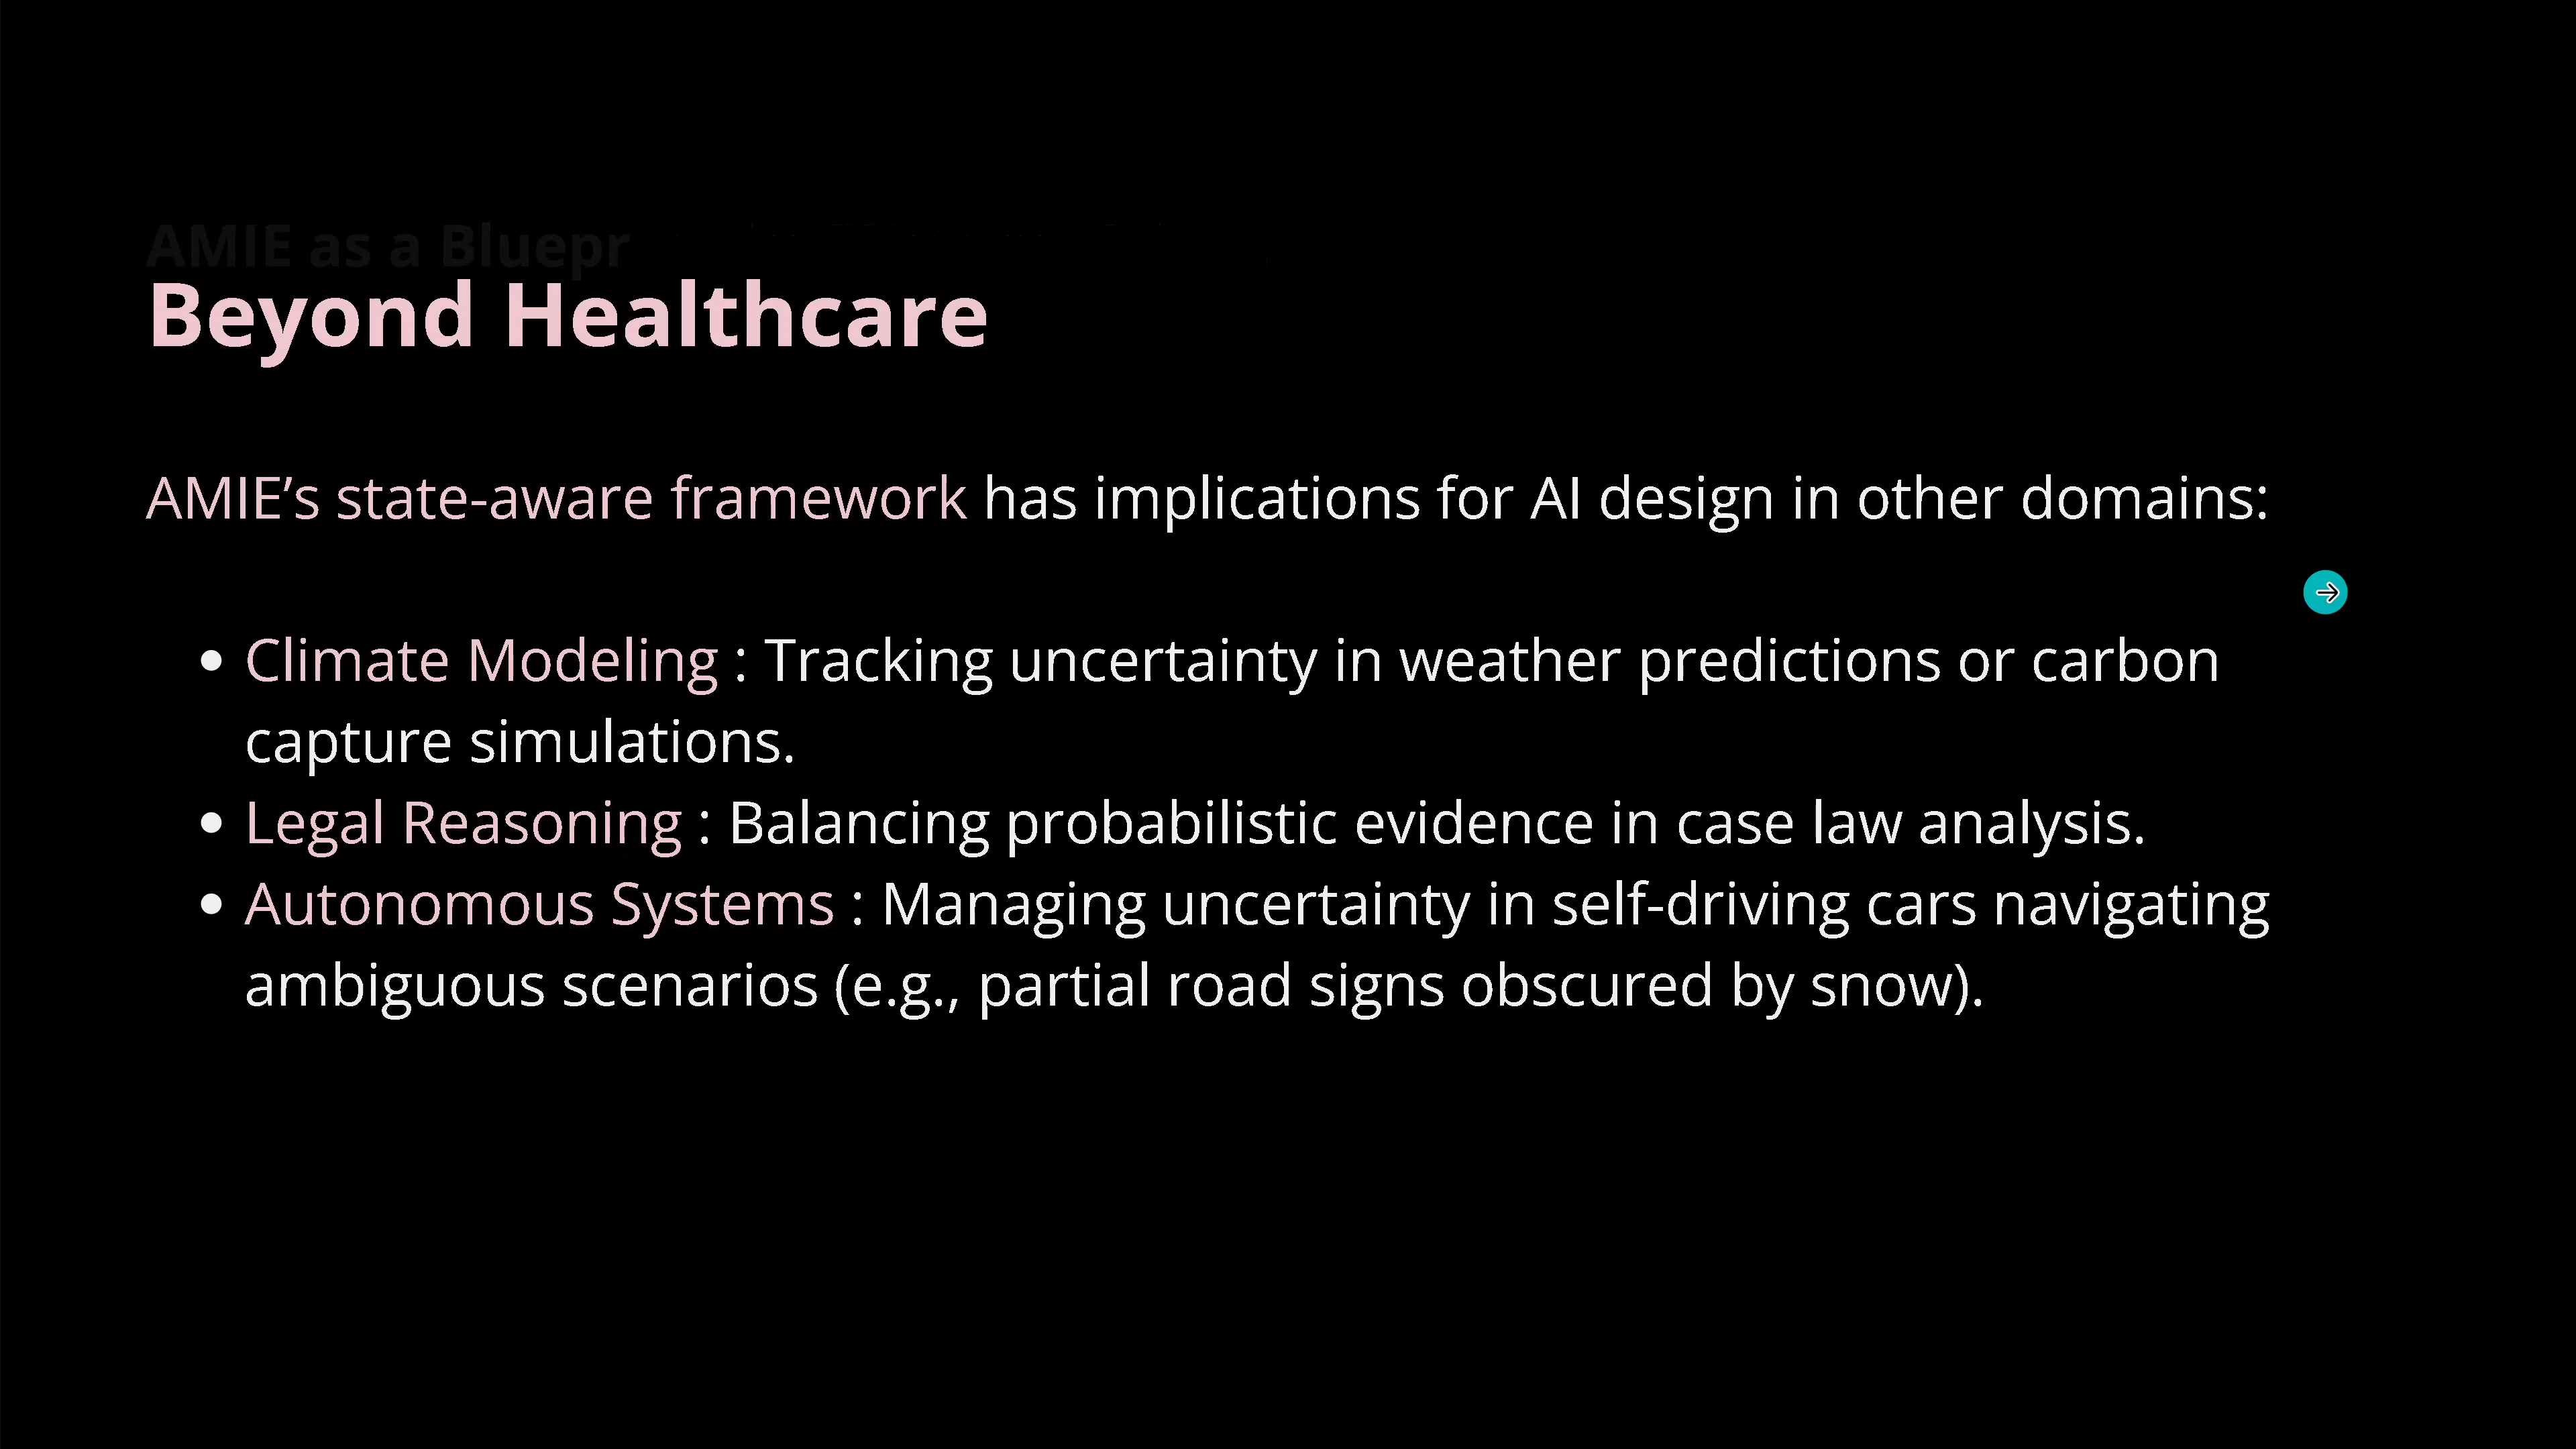 AMIE as a Bluepr
Beyond Healthcare
AMIE’s state-aware framework has implications for AI design in other domains:
• Climate Modeling : Tracking uncertainty in weather predictions or carbon
capture simulations.
• Legal Reasoning : Balancing probabilistic evidence in case law analysis.
• Autonomous Systems : Managing uncertainty in self-driving cars navigating
ambiguous scenarios (e.g., partial road signs obscured by snow).